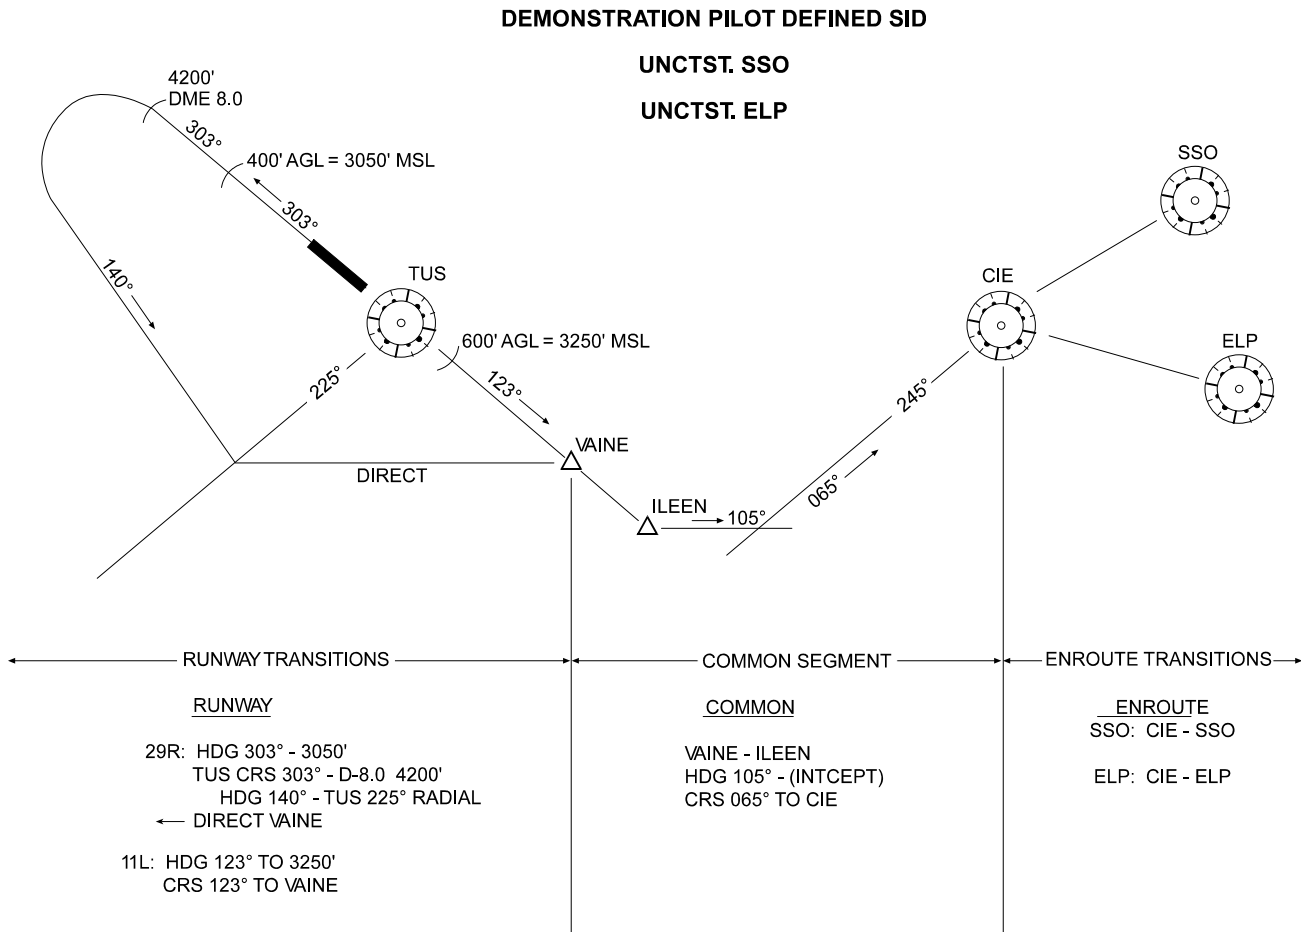 DEMONSTRATION PILOT DEFINED SID
UNCTST. SSO
UNCTST. ELP
4200'
DME 8.0
303°
400' AGL = 3050' MSL
303°
TUS
140°
225°
600' AGL = 3250' MSL
123°
VAINE
DIRECT
ILEEN
105°
065°
245°
CIE
SSO
ELP
RUNWAY TRANSITIONS
COMMON SEGMENT
ENROUTE TRANSITIONS
RUNWAY
29R: HDG 303° - 3050'
TUS CRS 303° - D-8.0 4200'
HDG 140° - TUS 225° RADIAL
← DIRECT VAINE
11L: HDG 123° TO 3250'
CRS 123° TO VAINE
COMMON
VAINE - ILEEN
HDG 105° - (INTCEPT)
CRS 065° TO CIE
ENROUTE
SSO: CIE - SSO
ELP: CIE - ELP